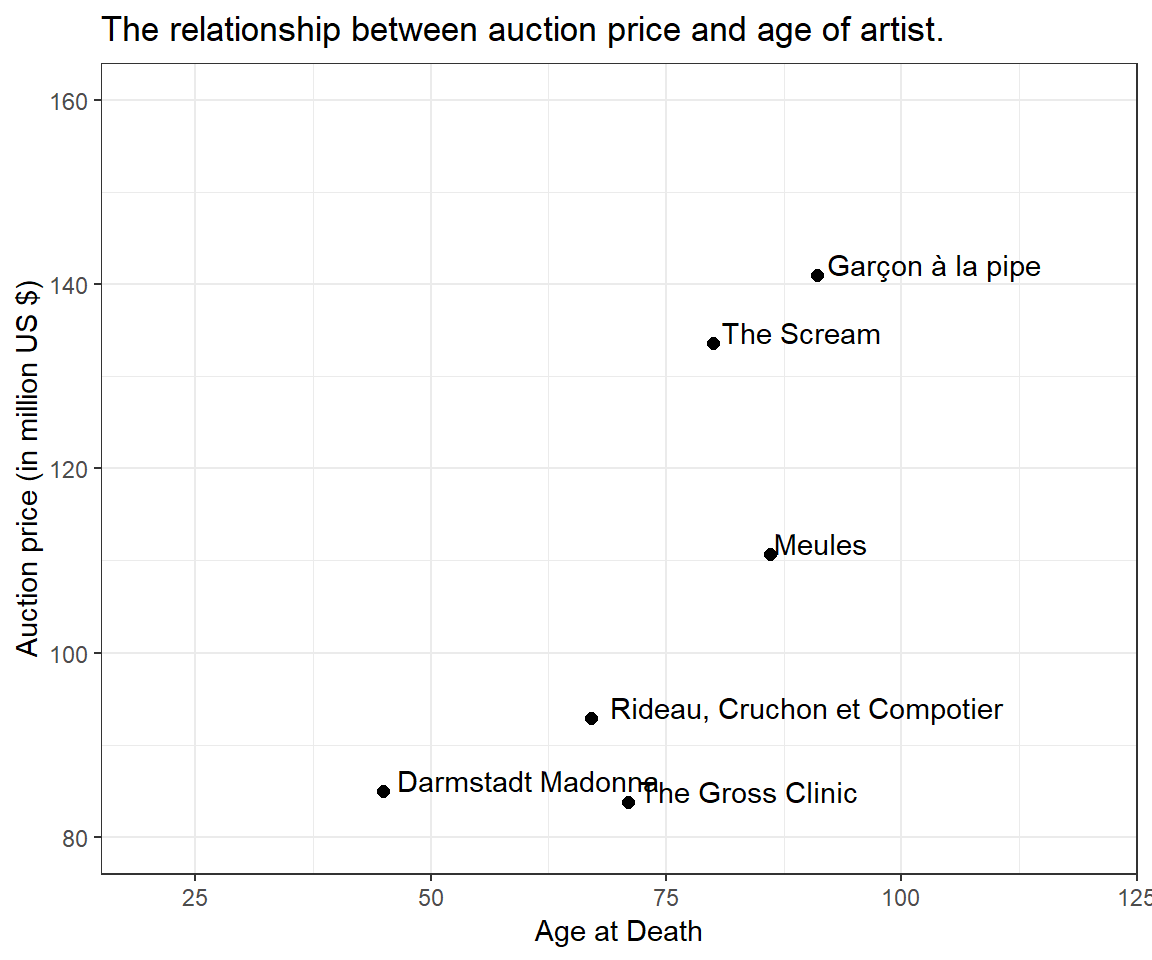 The relationship between auction price and age of artist.
160
140
120
100
80
Auction price (in million US $)
Garçon à la pipe
The Scream
Meules
Rideau, Cruchon et Compotier
Darmstadt Madonna
The Gross Clinic
25
50
75
100
125
Age at Death